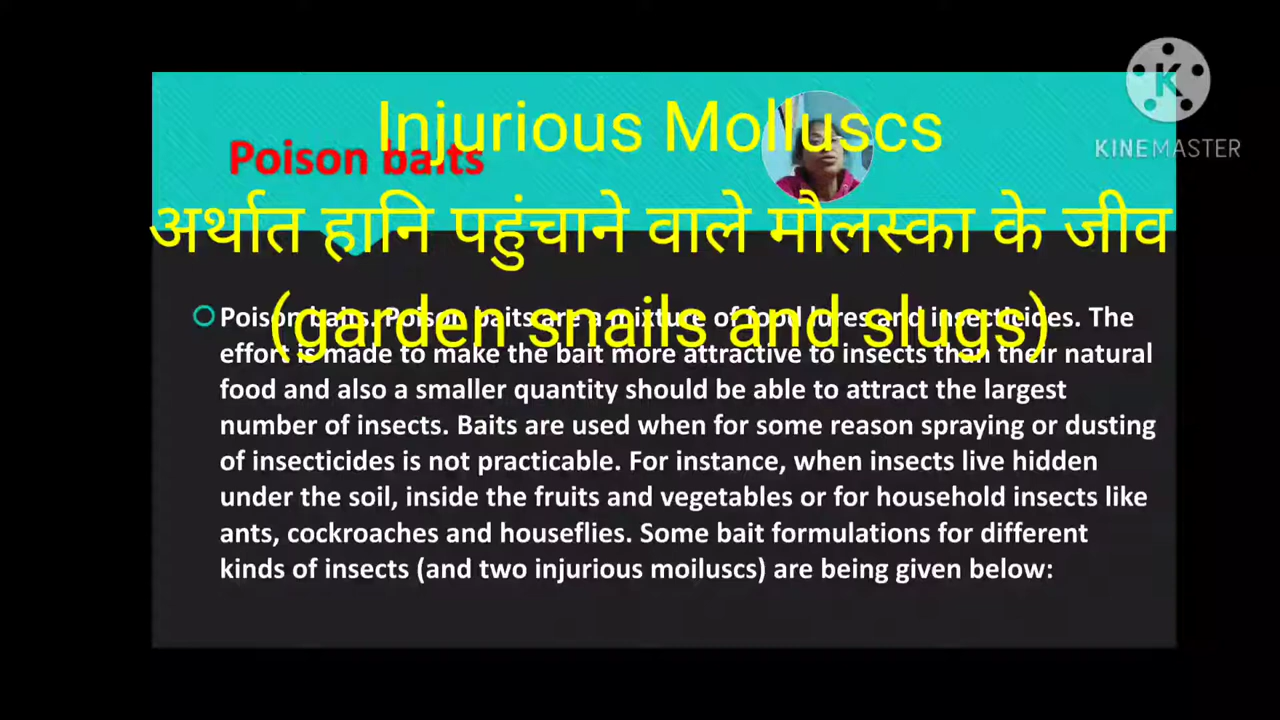 Injurious Molluscs
Poison baits
KINEMASTER
अर्थात हानि पहुंचाने वाले मौलस्का के जीव
(garden snails and slugs)
Poison baits. Poison baits are a mixture of food lures and insecticides. The
effort is made to make the bait more attractive to insects than their natural
food and also a smaller quantity should be able to attract the largest
number of insects. Baits are used when for some reason spraying or dusting
of insecticides is not practicable. For instance, when insects live hidden
under the soil, inside the fruits and vegetables or for household insects like
ants, cockroaches and houseflies. Some bait formulations for different
kinds of insects (and two injurious moiluscs) are being given below: